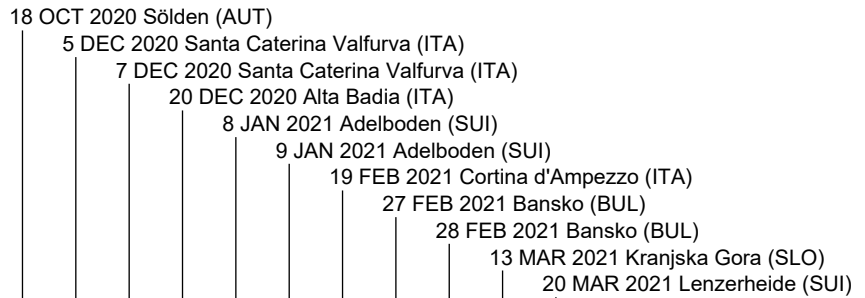 18 OCT 2020 Sölden (AUT)
5 DEC 2020 Santa Caterina Valfurva (ITA)
7 DEC 2020 Santa Caterina Valfurva (ITA)
20 DEC 2020 Alta Badia (ITA)
8 JAN 2021 Adelboden (SUI)
9 JAN 2021 Adelboden (SUI)
19 FEB 2021 Cortina d'Ampezzo (ITA)
27 FEB 2021 Bansko (BUL)
28 FEB 2021 Bansko (BUL)
13 MAR 2021 Kranjska Gora (SLO)
20 MAR 2021 Lenzerheide (SUI)